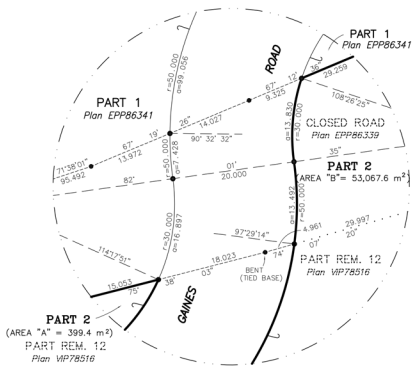 PART 1
Plan EPP86341
29.259
36"
12'
108°26'25"
ROAD
r=50.000
a=99.056
67°
9.325
PART 1
Plan EPP86341
26"
14.027
67°
19'
90° 32' 32"
a=13.830
r=30.000
CLOSED ROAD
Plan EPP86339
71°38'01"
95.492
67°
13.972
r=50.000
a=7.428
35"
01'
20.000
82°
PART 2
(AREA "B"= 53,067.6 m²)
r=30.000
a=16.897
a=13.492
r=50.000
4.961
29.997
07'
20"
97°29'14"
114°17'51"
18.023
03"
74°
BENT
(TIED BASE)
PART REM. 12
Plan VIP78516
15.053
75°
38'
GAINES
PART 2
(AREA "A" = 399.4 m²)
PART REM. 12
Plan VIP78516